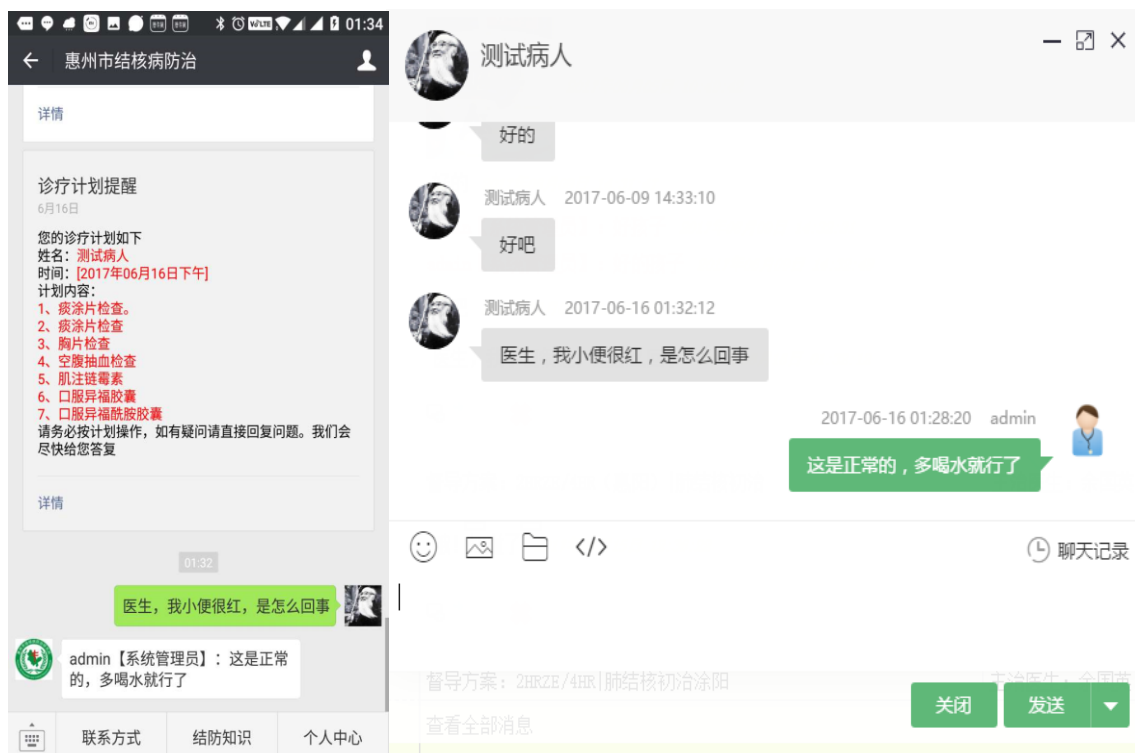 01:34
惠州市结核病防治
详情
诊疗计划提醒
6月16日
您的诊疗计划如下
姓名：测试病人
时间：[2017年06月16日下午]
计划内容：
1、痰涂片检查。
2、痰涂片检查
3、胸片检查
4、空腹抽血检查
5、肌注链霉素
6、口服异福胶囊
7、口服异福酰胺胶囊
请务必按计划操作，如有疑问请直接回复问题。我们会
尽快给您答复
详情
01:32
医生，我小便很红，是怎么回事
admin【系统管理员】：这是正常
的，多喝水就行了
联系方式
结防知识
个人中心
测试病人
好的
测试病人 2017-06-09 14:33:10
好吧
测试病人 2017-06-16 01:32:12
医生，我小便很红，是怎么回事
2017-06-16 01:28:20 admin
这是正常的，多喝水就行了
聊天记录
督导方案：2HRZE/4HR|肺结核初治涂阳
主治医生：
查看全部消息
关闭
发送